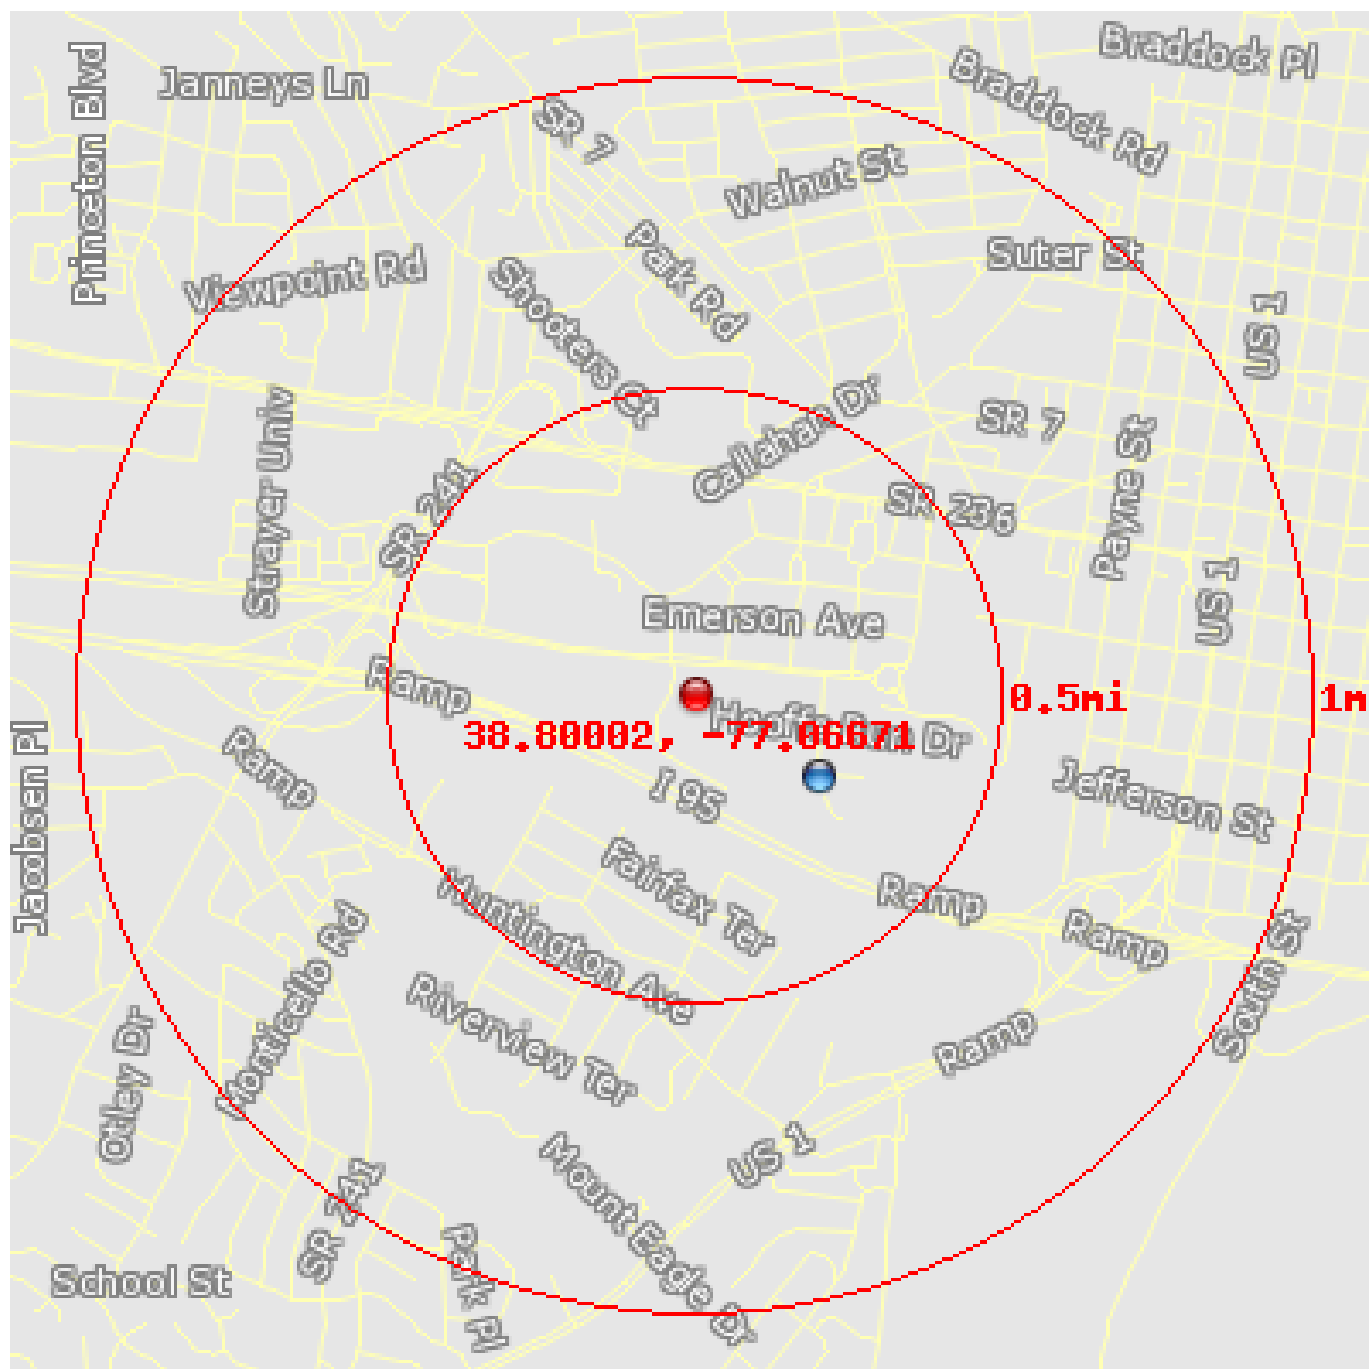 Braddock Pl
Janneys Ln
Princeton Blvd
Braddock Rd
SR 7
Walnut St
Park Rd
Suter St
Viewpoint Rd
Shooters Ct
US 1
Callahan Dr
SR 7
Strayer Univ
SR 241
Payne St
SR 236
US 1
Emerson Ave
Ramp
0.5mi
1m
Dr
38.80002, -77.06671
Ramp
I 95
Jefferson St
Jacobsen Pl
Fairfax Ter
Huntington Ave
Ramp
Ramp
South St
Monticello Rd
Riverview Ter
Ramp
Otley Dr
US 1
Mount Eagle Dr
SR 241
Park Pl
School St